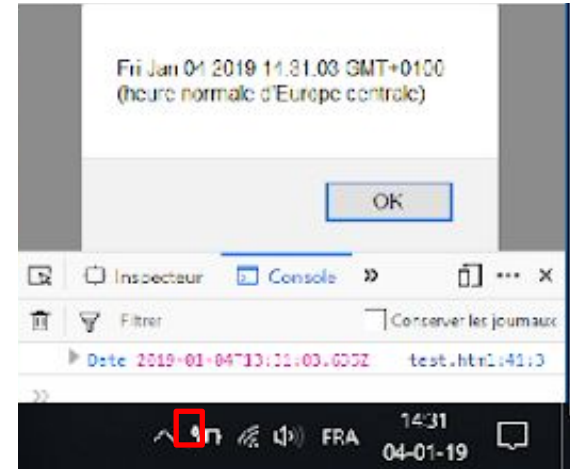 Fri Jan 04 2019 14:31:03 GMT+0100
(heure normale d'Europe centrale)
OK
Inspecteur Console
Filtrer Conserver les journaux
Date 2019-01-04T13:31:03.635Z test.html:41:3
FRA 14:31
04-01-19